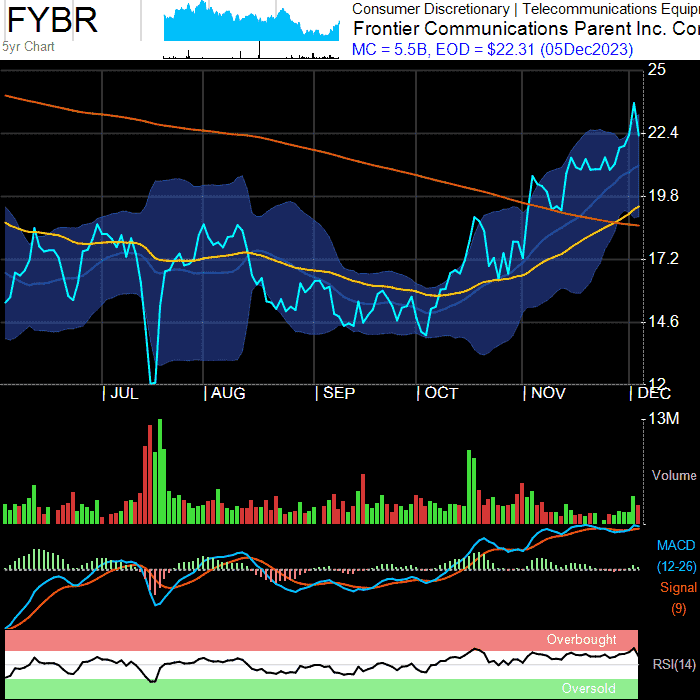 FYBR
5yr Chart
Consumer Discretionary | Telecommunications Equip
Frontier Communications Parent Inc. Co
MC = 5.5B, EOD = $22.31 (05Dec2023)
25
22.4
19.8
17.2
14.6
12
JUL
AUG
SEP
OCT
NOV
DEC
13M
Volume
MACD
(12-26)
Signal
(9)
Overbought
RSI(14)
Oversold